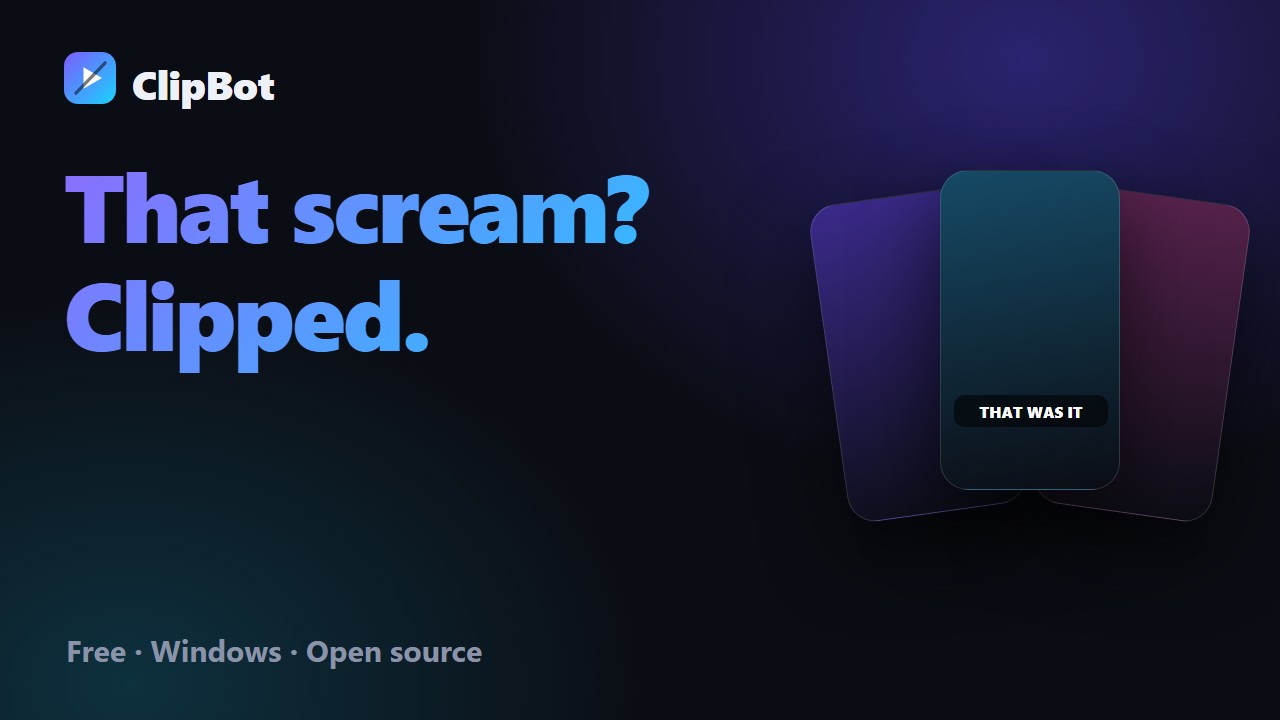 ClipBot
That scream?
Clipped.
THAT WAS IT
Free · Windows · Open source